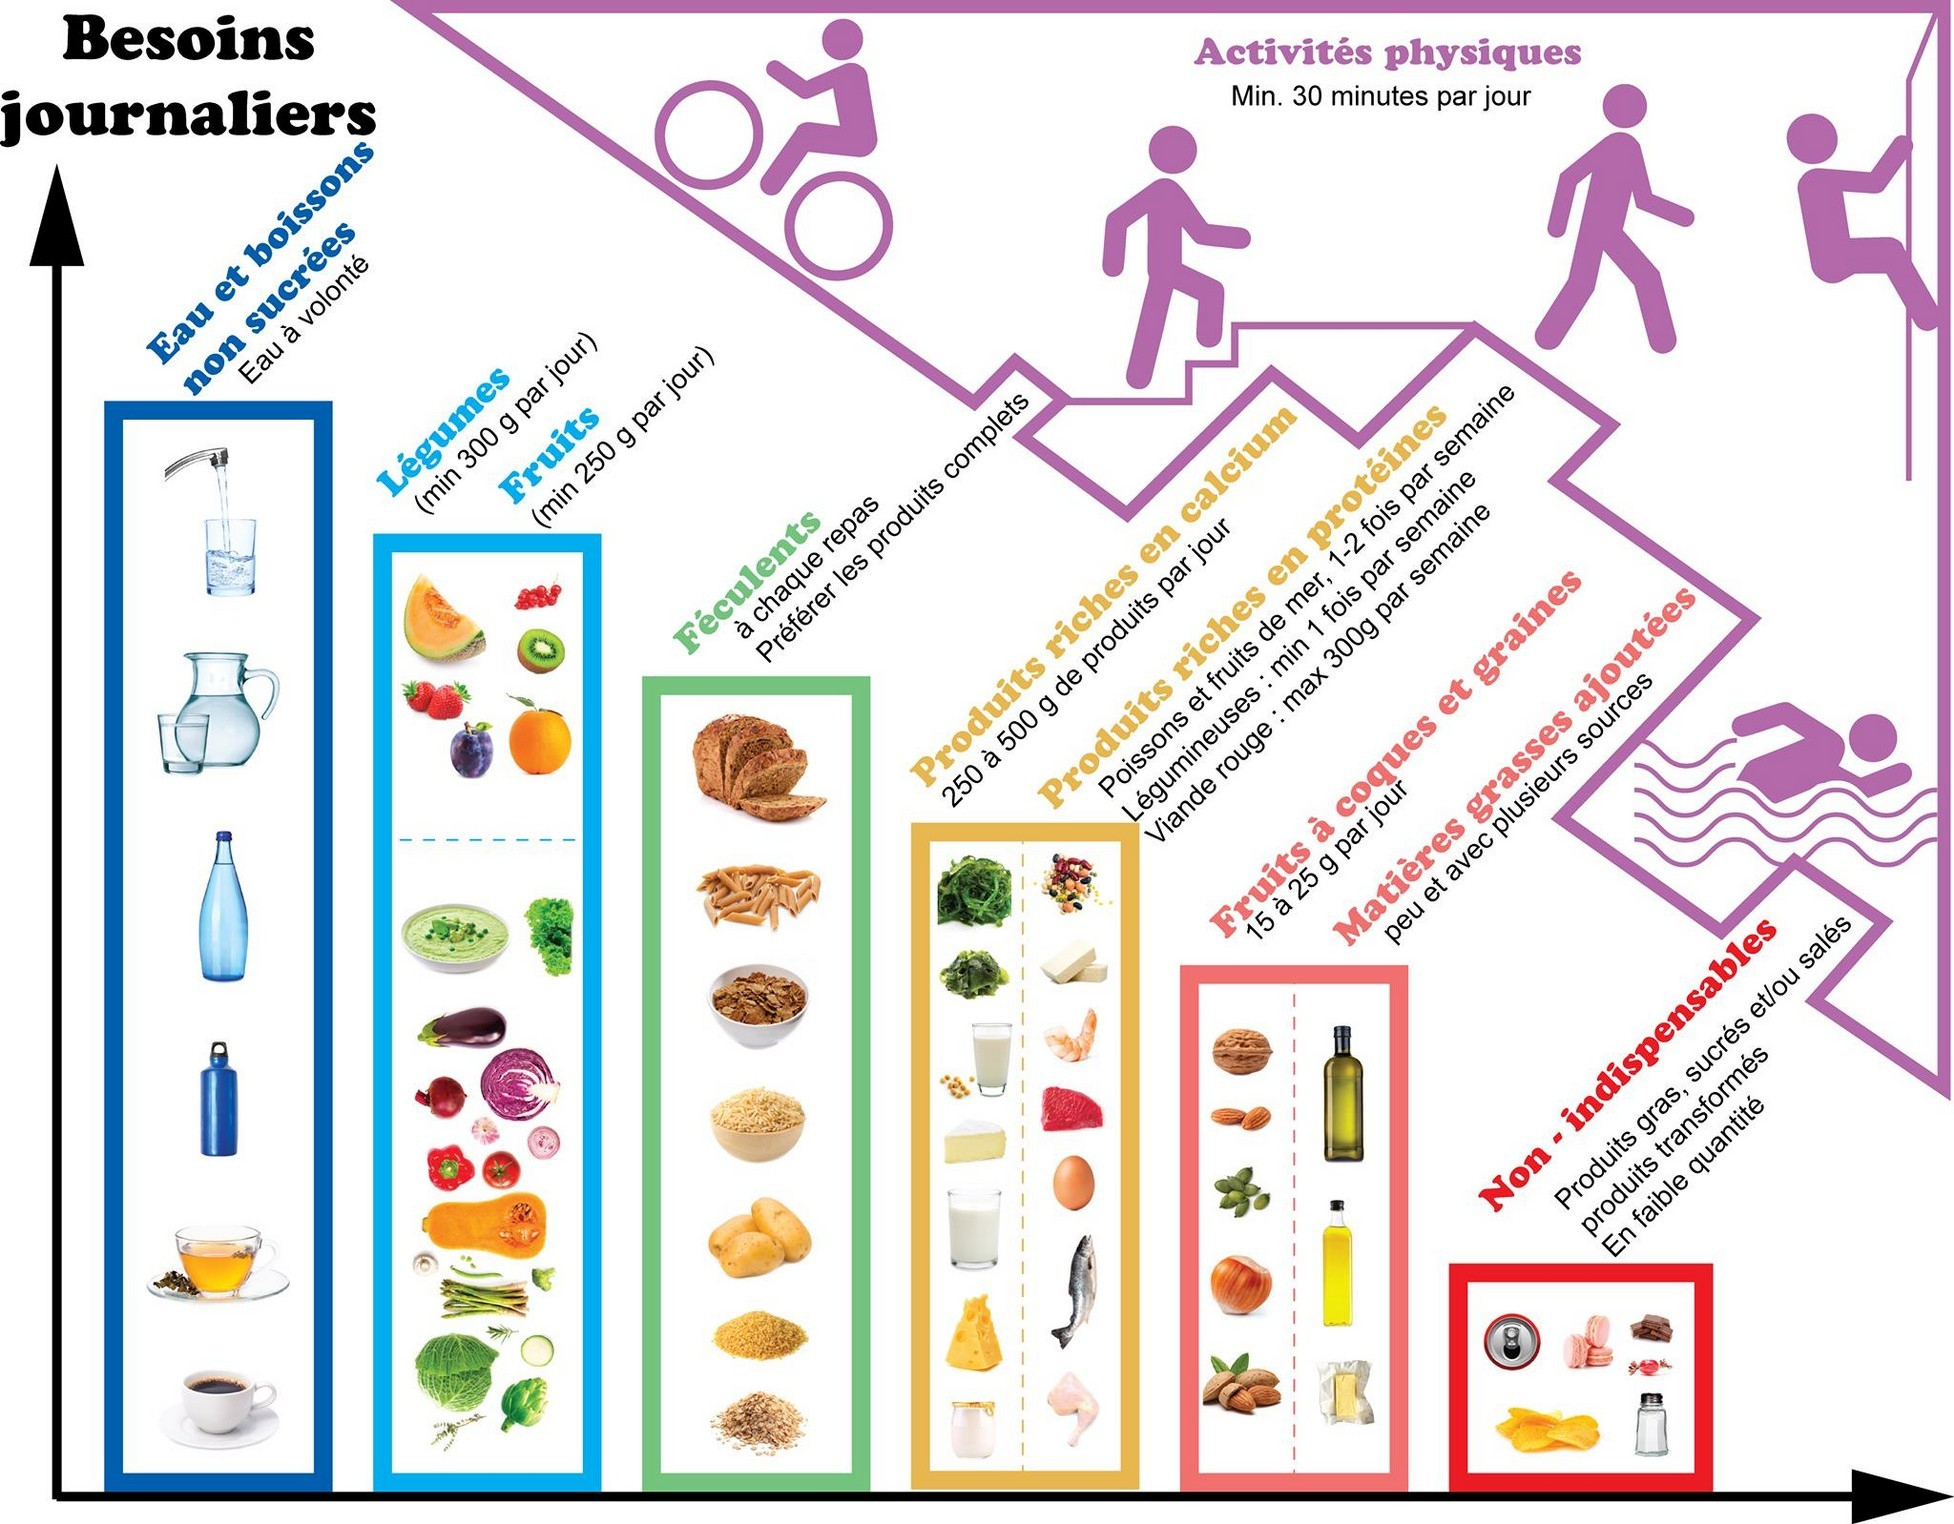 Besoins
journaliers
Activités physiques
Min. 30 minutes par jour
Eau et boissons
non sucrées
Eau à volonté
Légumes
(min 300 g par jour)
Fruits
(min 250 g par jour)
Féculents
à chaque repas
Préférer les produits complets
Produits riches en calcium
250 à 500 g de produits par jour
Produits riches en protéines
Poissons et fruits de mer, 1-2 fois par semaine
Légumineuses : min 1 fois par semaine
Viande rouge : max 300g par semaine
Fruits à coques et graines
15 à 25 g par jour
Matières grasses ajoutées
peu et avec plusieurs sources
Non - indispensables
Produits gras, sucrés et/ou salés
produits transformés
En faible quantité